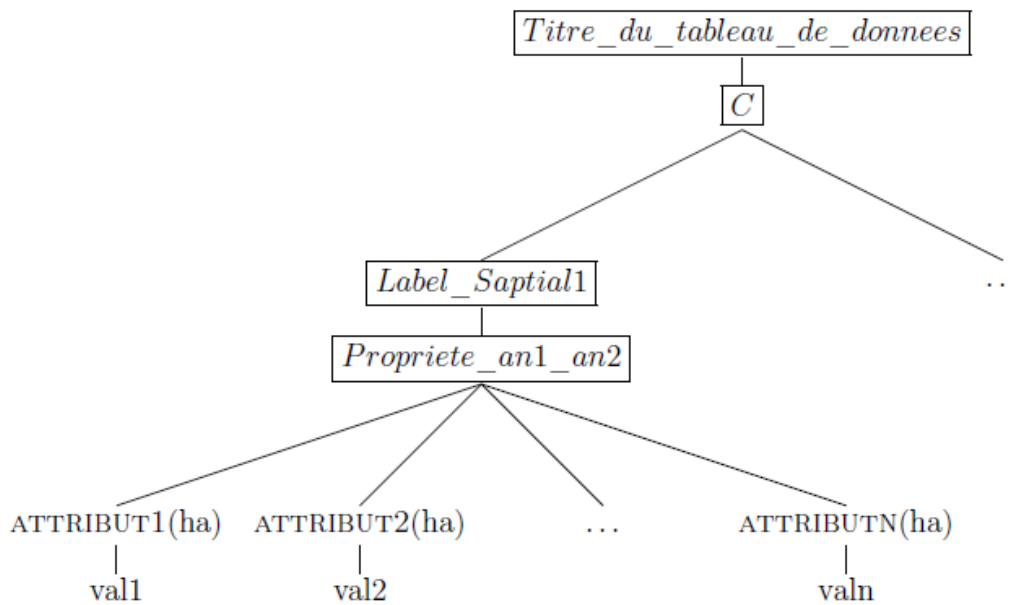 Titre_du_tableau_de_donnees
C
Label_Saptial1
. .
Propriete_an1_an2
ATTRIBUT1(ha) ATTRIBUT2(ha) ... ATTRIBUTN(ha)
val1 val2 valn